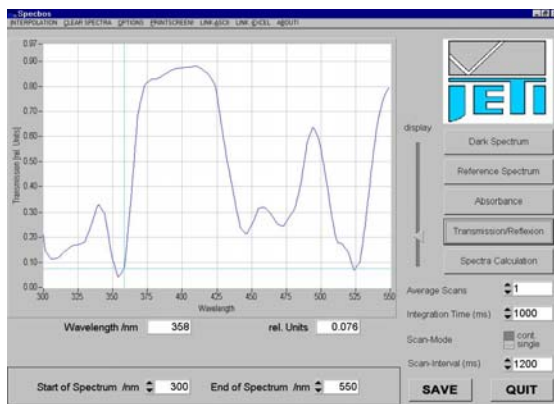 Specbos
INTERPOLATION CLEAR SPECTRA OPTIONS PRINTSCREEN! LINK ASCII LINK EXCEL ABOUT!
0.97
0.90
0.80
0.70
0.60
0.50
0.40
0.30
0.20
0.10
0.00
Transmission [rel. Units]
300 325 350 375 400 425 450 475 500 525 550
Wavelength
Wavelength /nm 358 rel. Units 0.076
Start of Spectrum /nm 300 End of Spectrum /nm 550
JETI
display
Dark Spectrum
Reference Spectrum
Absorbance
Transmission/Reflexion
Spectra Calculation
Average Scans 1
Integration Time (ms) 1000
Scan-Mode cont.
single
Scan-Interval (ms) 1200
SAVE QUIT